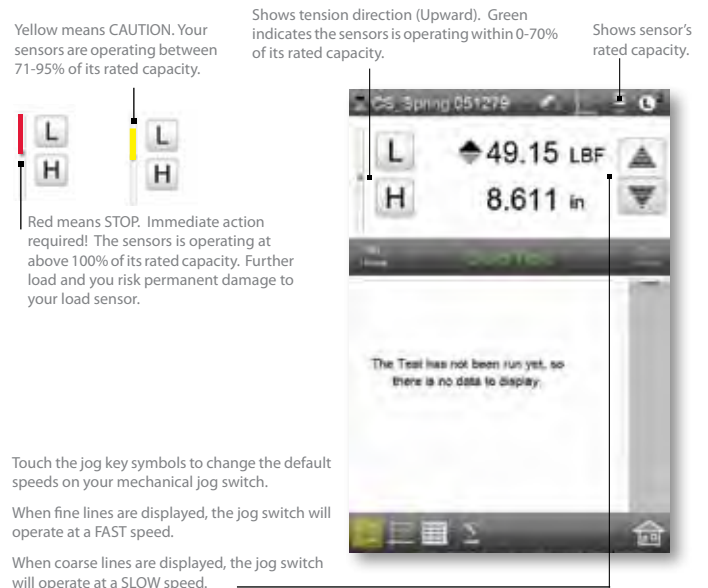 Yellow means CAUTION. Your
sensors are operating between
71-95% of its rated capacity.
Shows tension direction (Upward). Green
indicates the sensors is operating within 0-70%
of its rated capacity.
Shows sensor's
rated capacity.
L
H
L
H
Red means STOP. Immediate action
required! The sensors is operating at
above 100% of its rated capacity. Further
load and you risk permanent damage to
your load sensor.
CS_Spring 051279
L
49.15 LBF
H
8.611 in
The Test has not been run yet, so
there is no data to display.
Touch the jog key symbols to change the default
speeds on your mechanical jog switch.
When fine lines are displayed, the jog switch will
operate at a FAST speed.
When coarse lines are displayed, the jog switch
will operate at a SLOW speed.